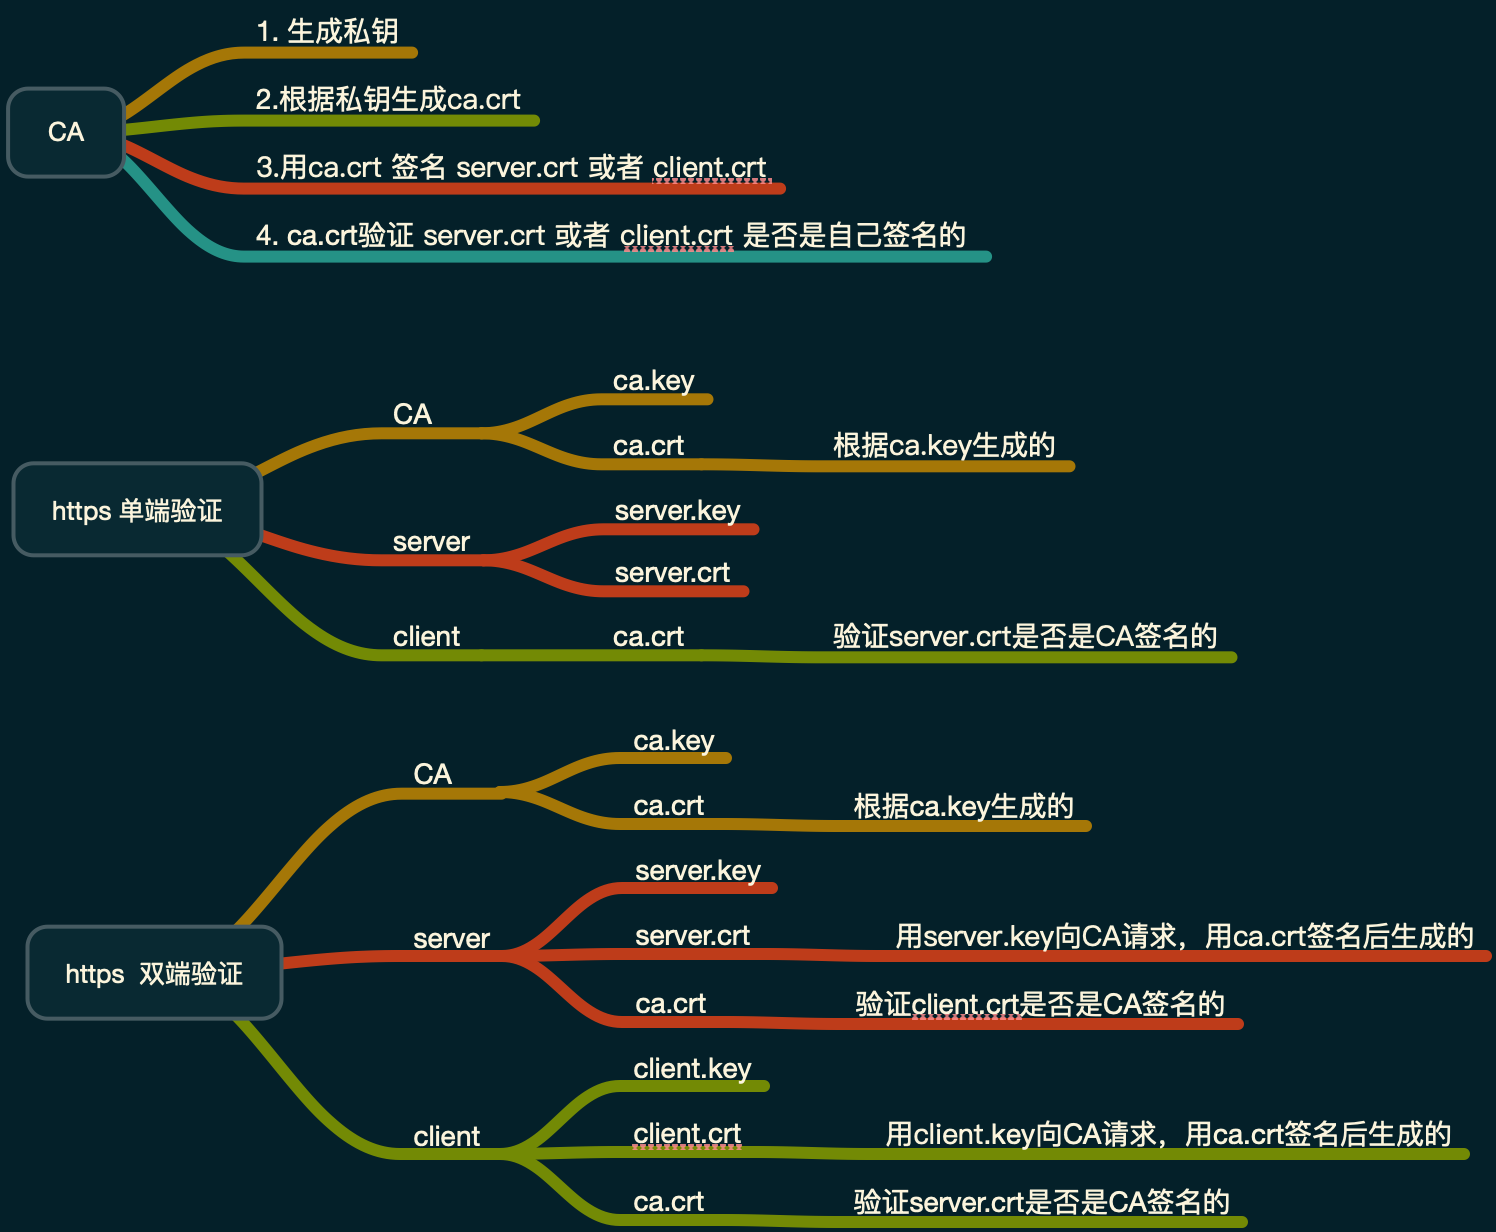 CA
1. 生成私钥
2.根据私钥生成ca.crt
3.用ca.crt 签名 server.crt 或者 client.crt
4. ca.crt验证 server.crt 或者 client.crt 是否是自己签名的
https 单端验证
CA
ca.key
ca.crt 根据ca.key生成的
server
server.key
server.crt
client ca.crt 验证server.crt是否是CA签名的
https 双端验证
CA
ca.key
ca.crt 根据ca.key生成的
server
server.key
server.crt 用server.key向CA请求，用ca.crt签名后生成的
ca.crt 验证client.crt是否是CA签名的
client
client.key
client.crt 用client.key向CA请求，用ca.crt签名后生成的
ca.crt 验证server.crt是否是CA签名的